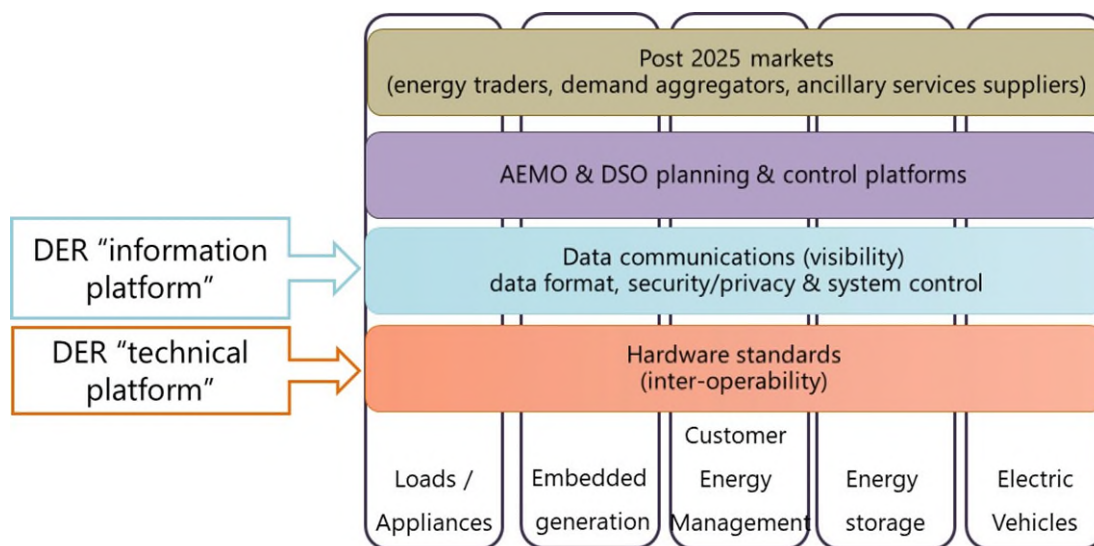 Post 2025 markets
(energy traders, demand aggregators, ancillary services suppliers)
AEMO & DSO planning & control platforms
DER “information
platform”
Data communications (visibility)
data format, security/privacy & system control
DER “technical
platform”
Hardware standards
(inter-operability)
Loads /
Appliances
Embedded
generation
Customer
Energy
Management
Energy
storage
Electric
Vehicles